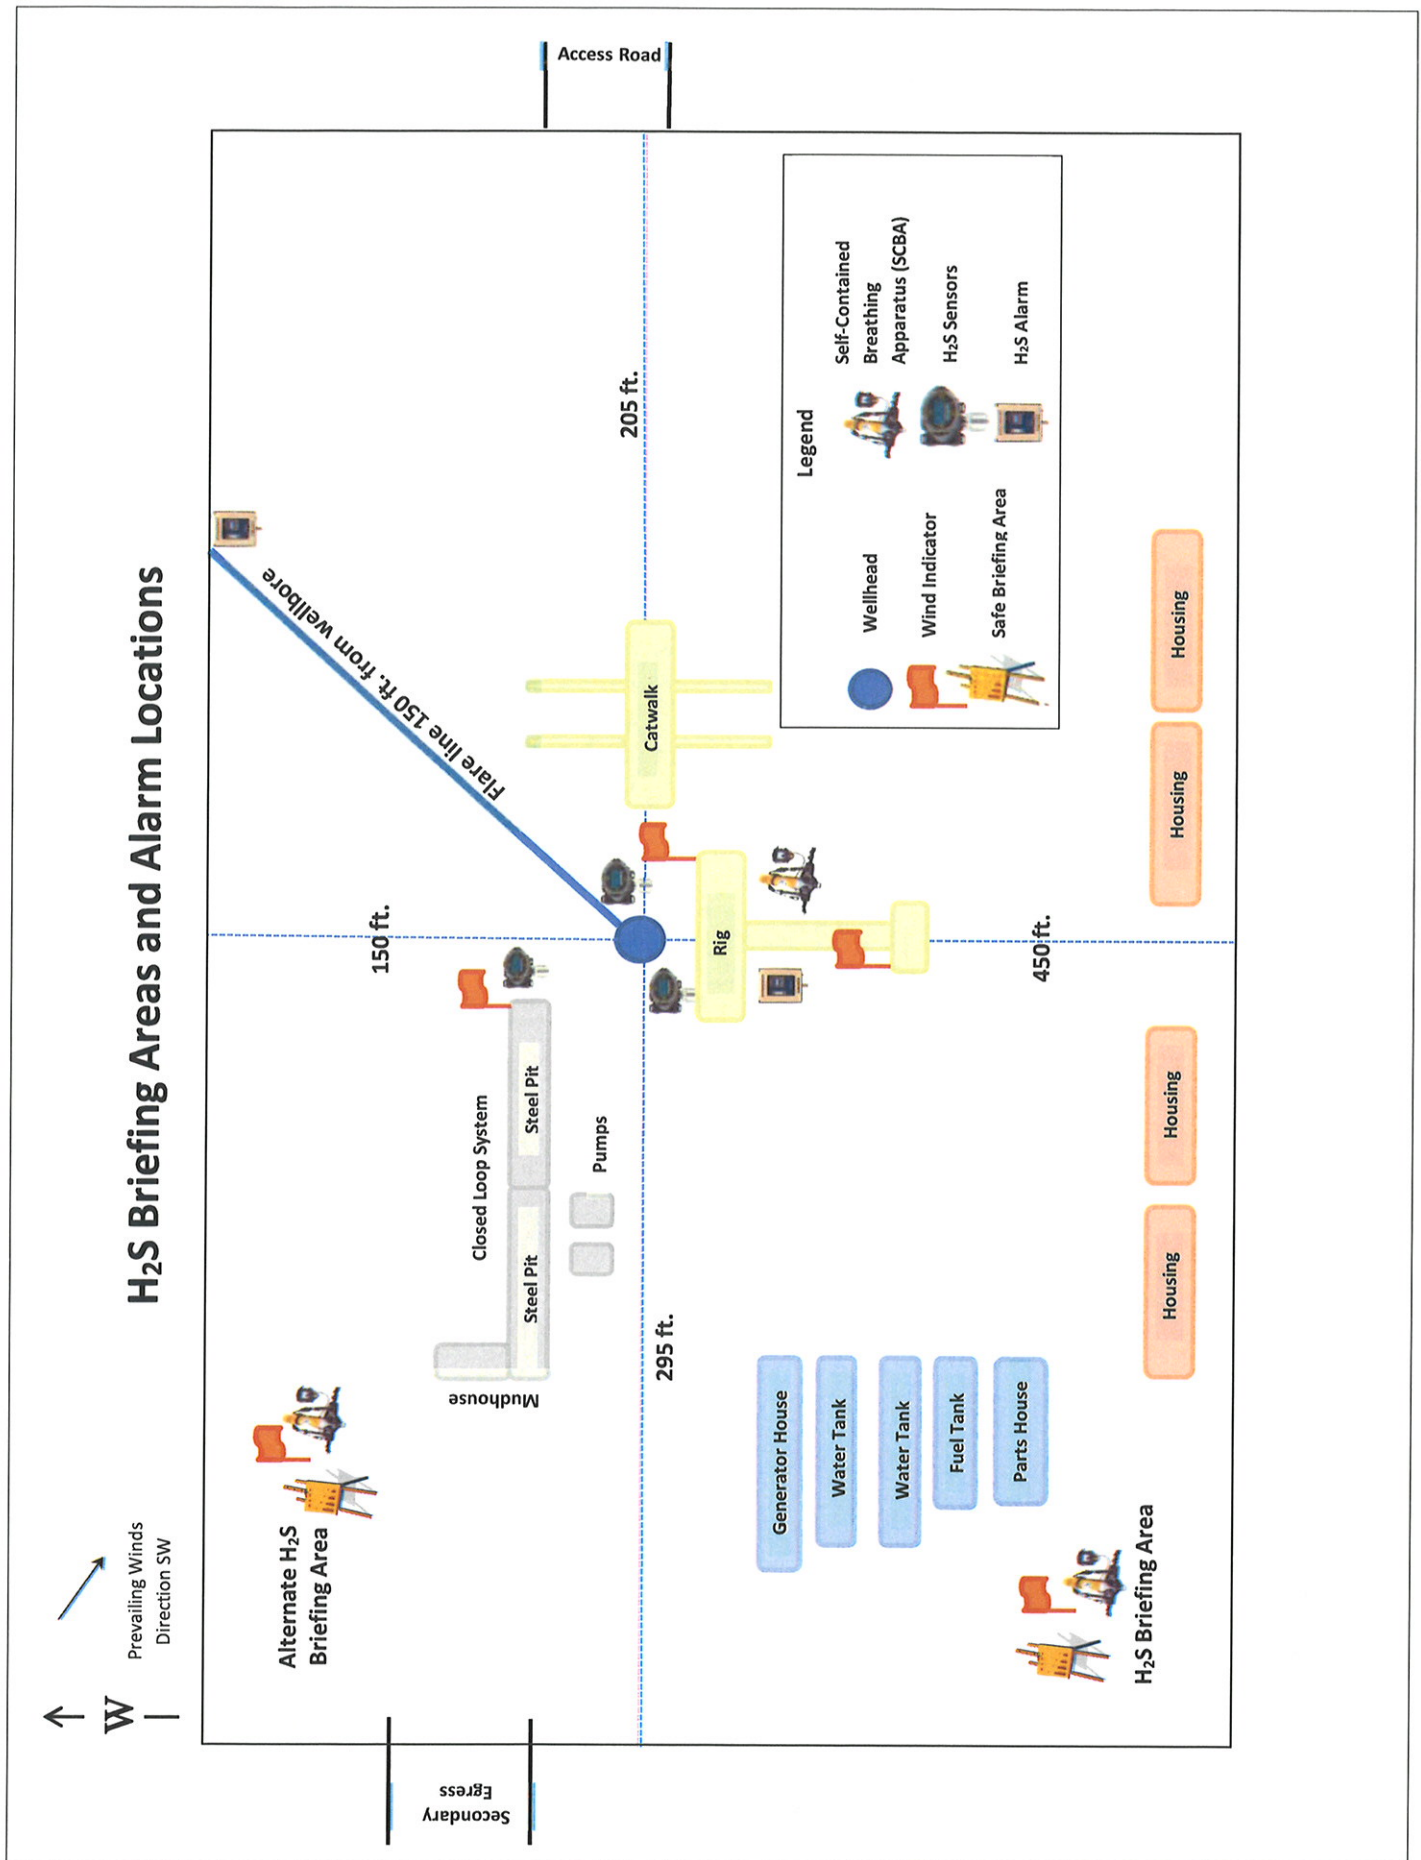 H₂S Briefing Areas and Alarm Locations
W
Prevailing Winds
Direction SW
Access Road
Secondary
Egress
Alternate H₂S
Briefing Area
150 ft.
Flare line 150 ft. from wellbore
Closed Loop System
Mudhouse
Steel Pit
Steel Pit
Pumps
295 ft.
205 ft.
Rig
Catwalk
450 ft.
Generator House
Water Tank
Water Tank
Fuel Tank
Parts House
H₂S Briefing Area
Housing
Housing
Housing
Housing
Legend
Wellhead
Wind Indicator
Safe Briefing Area
Self-Contained
Breathing
Apparatus (SCBA)
H₂S Sensors
H₂S Alarm